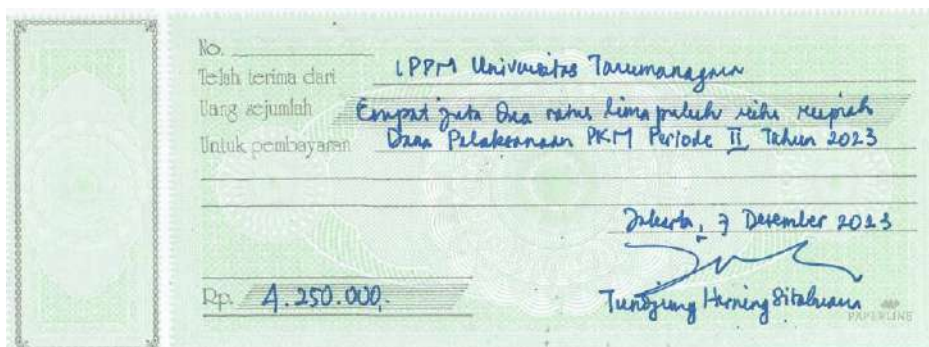 No.
Telah terima dari LPPM Universitas Tarumanagara
Uang sejumlah Empat juta Dua ratus lima puluh ribu rupiah
Untuk pembayaran Dana Pelaksanaan PKM Periode II Tahun 2023
Jakarta, 7 Desember 2023
Rp. 4.250.000,
Tundjung Herning Sitabuana
PAPERLINE